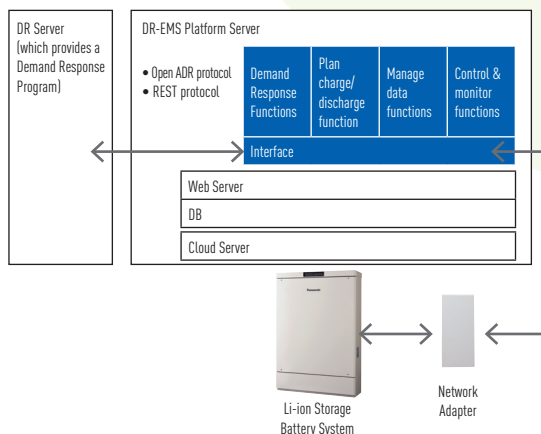 DR Server
(which provides a
Demand Response
Program)
DR-EMS Platform Server
• Open ADR protocol
• REST protocol
Demand
Response
Functions
Plan
charge/
discharge
function
Manage
data
functions
Control &
monitor
functions
Interface
Web Server
DB
Cloud Server
Panasonic
Li-ion Storage
Battery System
Network
Adapter